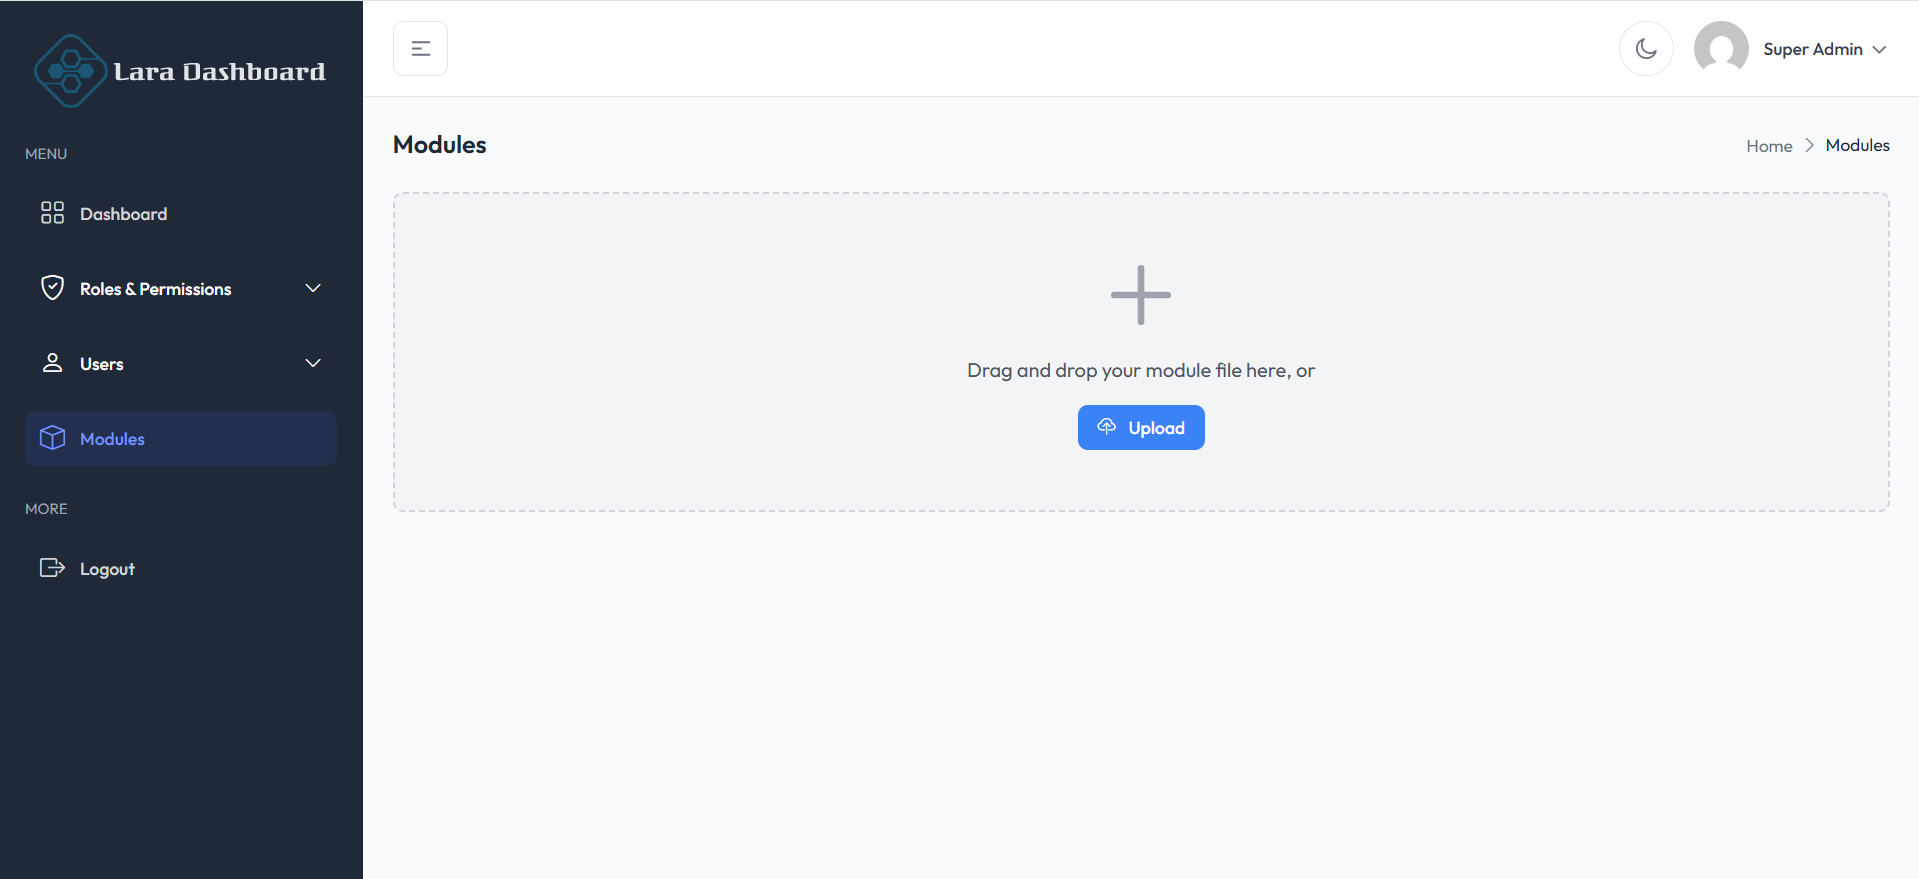 Lara Dashboard
MENU
Dashboard
Roles & Permissions
Users
Modules
MORE
Logout
Super Admin
Modules
Home > Modules
Drag and drop your module file here, or
Upload